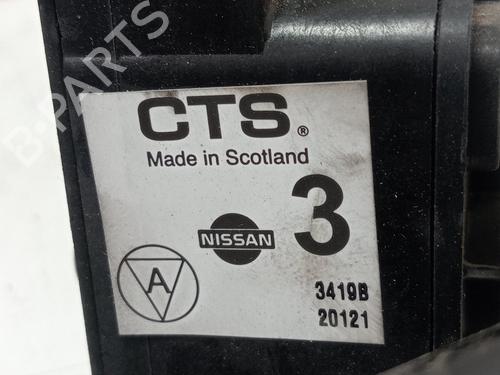 B-PARTS
CTS®
Made in Scotland
NISSAN 3
A
3419B
20121